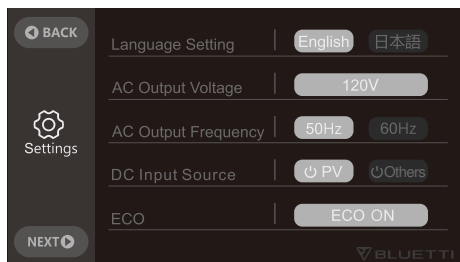 BACK
Language Setting English 日本語
AC Output Voltage 120V
Settings
AC Output Frequency 50Hz 60Hz
DC Input Source PV Others
ECO ECO ON
NEXT
BLUETTI